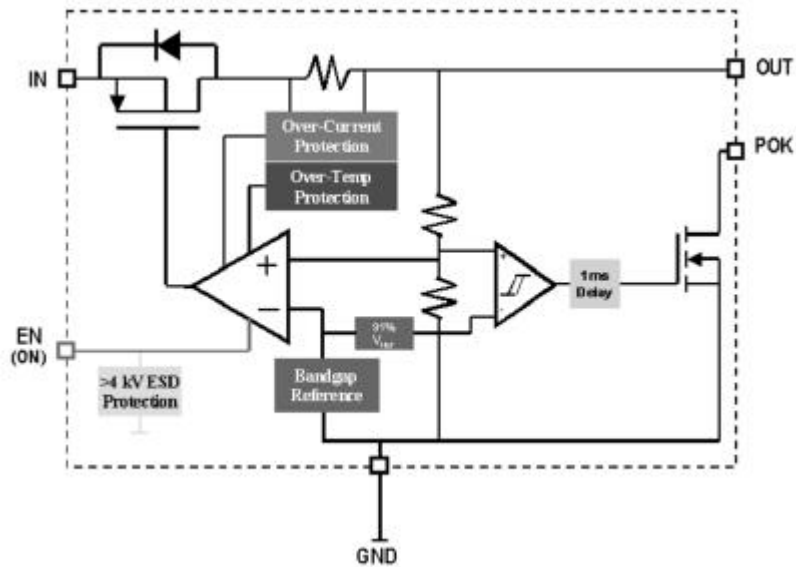 IN
OUT
Over-Current
Protection
POK
Over-Temp
Protection
+
−
+
-
1ms
Delay
91%
EN
(ON)
>4 kV ESD
Protection
Bandgap
Reference
GND